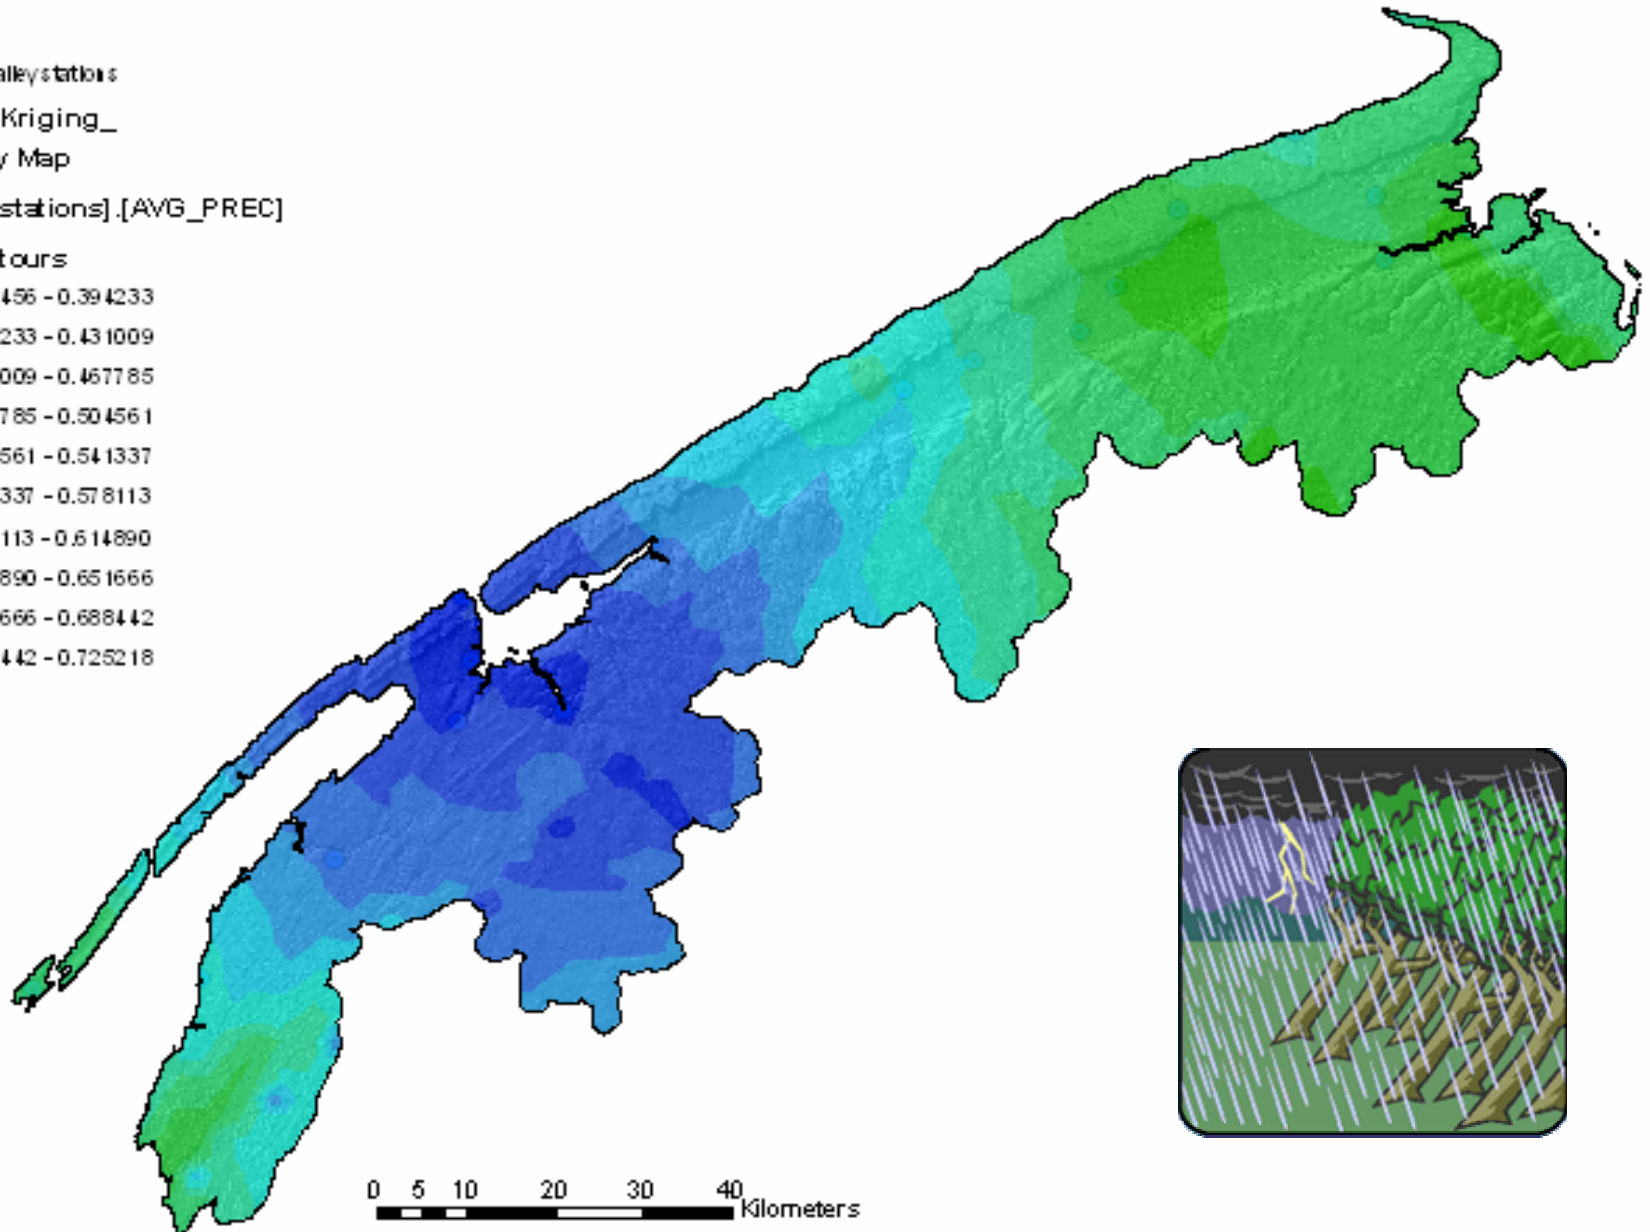 alleystations
Kriging_
y Map
stations].[AVG_PREC]
tours
456 - 0.394233
233 - 0.431009
009 - 0.467785
785 - 0.504561
561 - 0.541337
337 - 0.578113
113 - 0.614890
890 - 0.651666
666 - 0.688442
442 - 0.725218
0 5 10 20 30 40
Kilometers